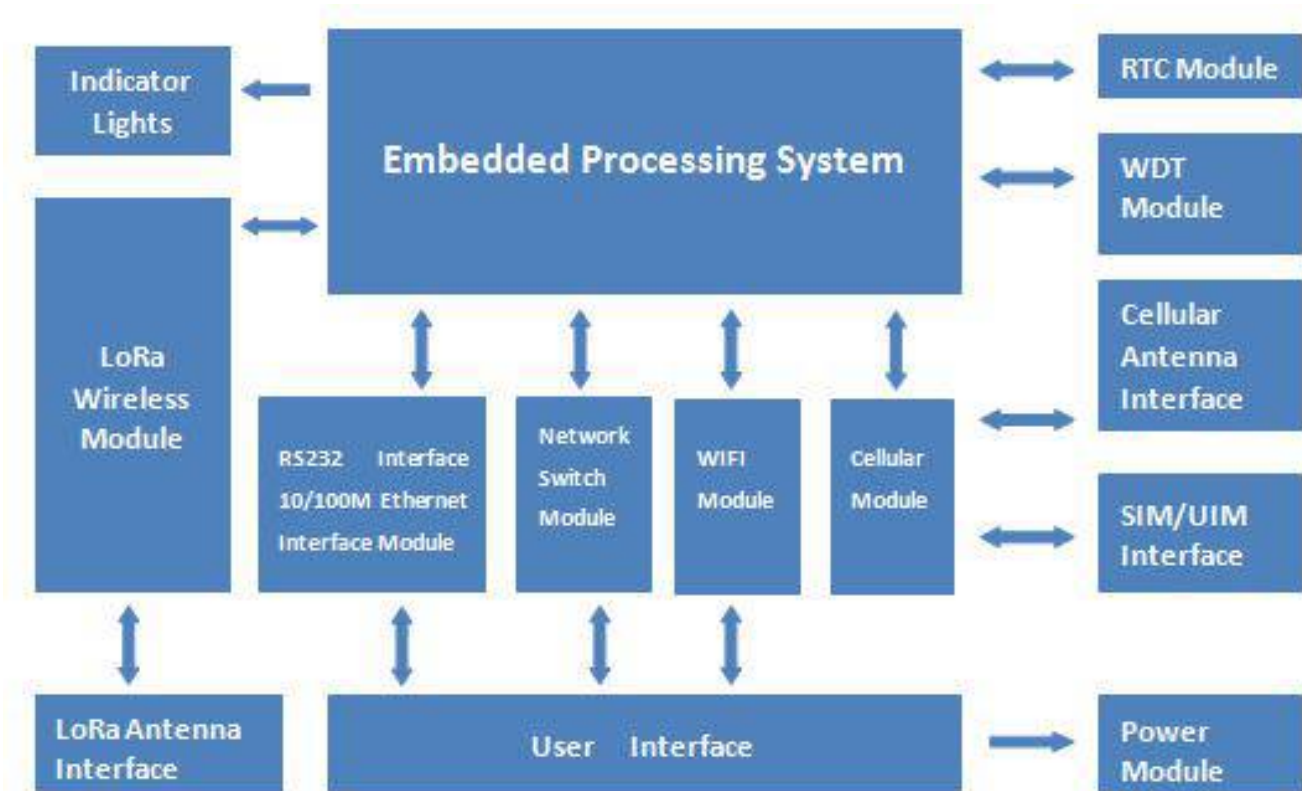 Indicator
Lights
Embedded Processing System
RTC Module
WDT
Module
LoRa
Wireless
Module
RS232 Interface
10/100M Ethernet
Interface Module
Network
Switch
Module
WIFI
Module
Cellular
Module
Cellular
Antenna
Interface
SIM/UIM
Interface
LoRa Antenna
Interface
User Interface
Power
Module